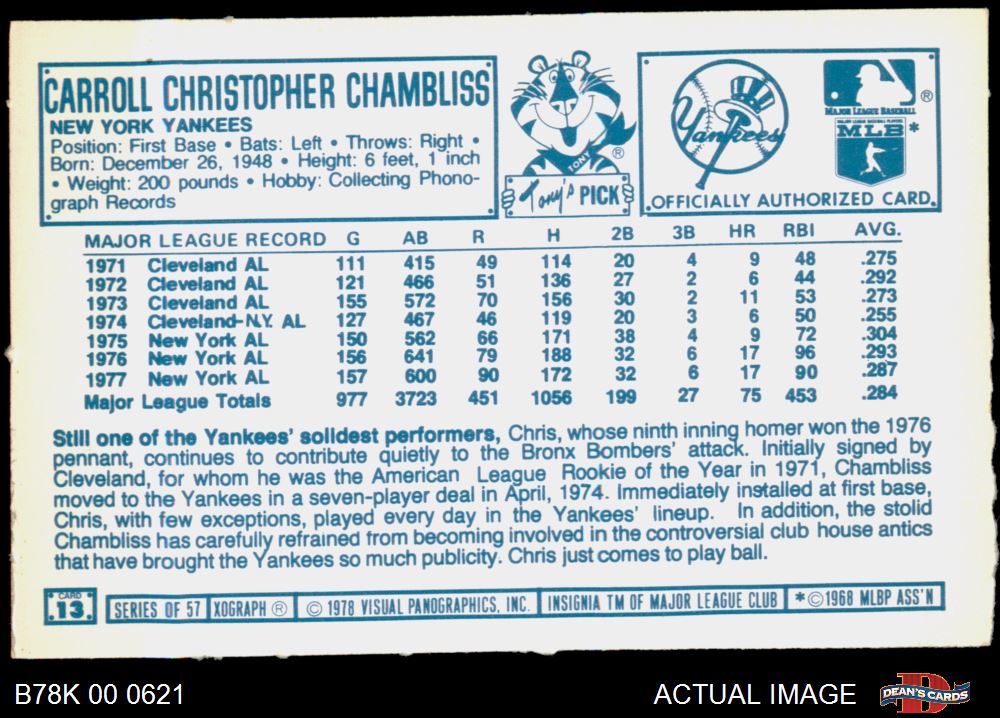 CARROLL CHRISTOPHER CHAMBLISS
NEW YORK YANKEES
Position: First Base • Bats: Left • Throws: Right •
Born: December 26, 1948 • Height: 6 feet, 1 inch
• Weight: 200 pounds • Hobby: Collecting Phono-
graph Records
TONY
®
Tony's PICK
Yankees
MAJOR LEAGUE BASEBALL ®
MAJOR LEAGUE BASEBALL PLAYERS
MLB *
OFFICIALLY AUTHORIZED CARD.
MAJOR LEAGUE RECORD G AB R H 2B 3B HR RBI AVG.
1971 Cleveland AL 111 415 49 114 20 4 9 48 .275
1972 Cleveland AL 121 466 51 136 27 2 6 44 .292
1973 Cleveland AL 155 572 70 156 30 2 11 53 .273
1974 Cleveland-N.Y. AL 127 467 46 119 20 3 6 50 .255
1975 New York AL 150 562 66 171 38 4 9 72 .304
1976 New York AL 156 641 79 188 32 6 17 96 .293
1977 New York AL 157 600 90 172 32 6 17 90 .287
Major League Totals 977 3723 451 1056 199 27 75 453 .284
Still one of the Yankees' solidest performers, Chris, whose ninth inning homer won the 1976
pennant, continues to contribute quietly to the Bronx Bombers' attack. Initially signed by
Cleveland, for whom he was the American League Rookie of the Year in 1971, Chambliss
moved to the Yankees in a seven-player deal in April, 1974. Immediately installed at first base,
Chris, with few exceptions, played every day in the Yankees' lineup. In addition, the stolid
Chambliss has carefully refrained from becoming involved in the controversial club house antics
that have brought the Yankees so much publicity. Chris just comes to play ball.
CARD
.13.
SERIES OF 57 XOGRAPH ® © 1978 VISUAL PANOGRAPHICS, INC. INSIGNIA TM OF MAJOR LEAGUE CLUB *©1968 MLBP ASS'N
B78K 00 0621
ACTUAL IMAGE
DEAN'S CARDS